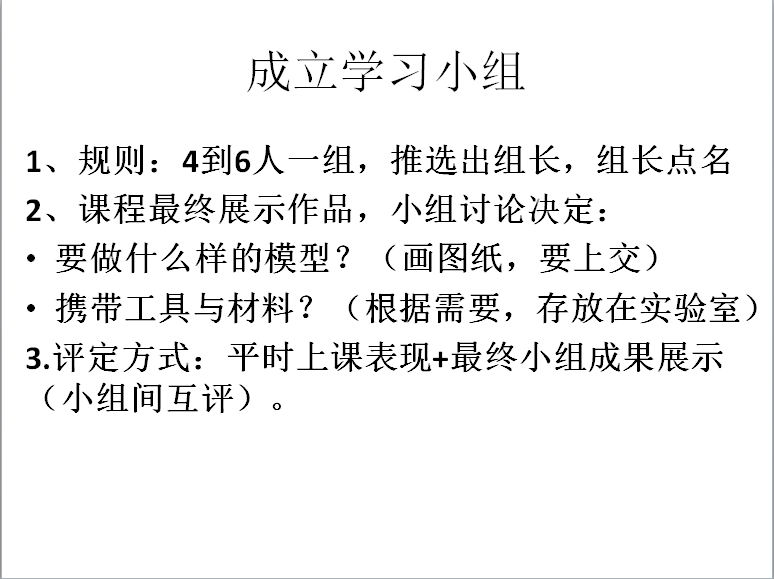 成立学习小组
1、规则：4到6人一组，推选出组长，组长点名
2、课程最终展示作品，小组讨论决定：
• 要做什么样的模型？（画图纸，要上交）
• 携带工具与材料？（根据需要，存放在实验室）
3.评定方式：平时上课表现+最终小组成果展示
（小组间互评）。